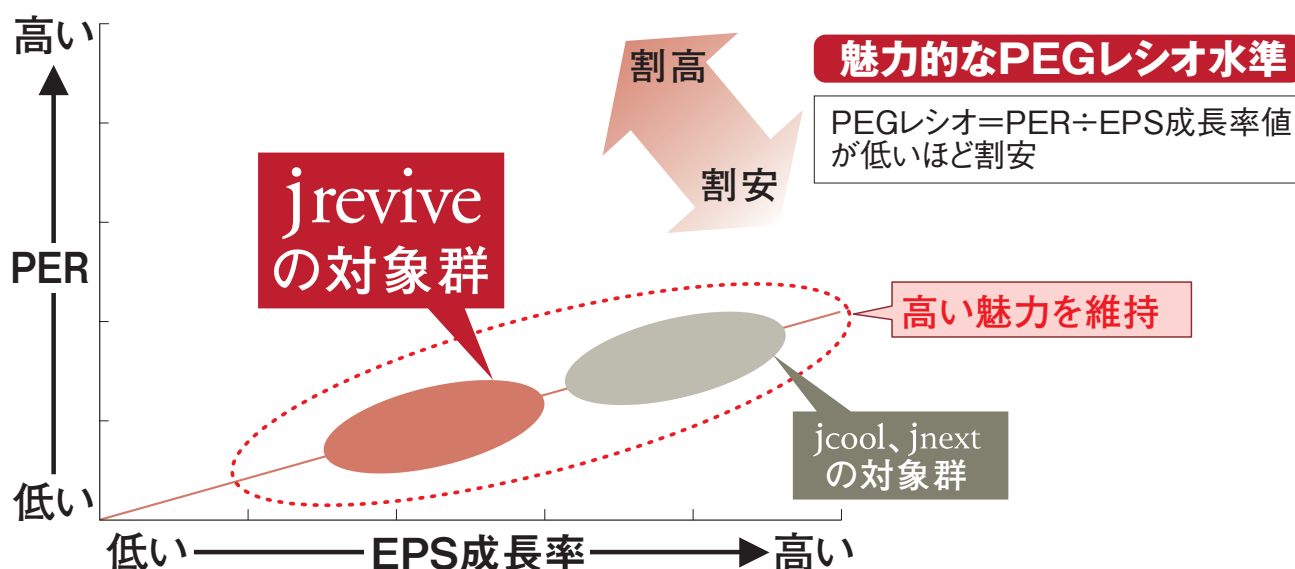 高い
PER
低い
低い
EPS成長率
高い
割高
割安
魅力的なPEGレシオ水準
PEGレシオ＝PER÷EPS成長率値
が低いほど割安
jrevive
の対象群
高い魅力を維持
jcool、jnext
の対象群